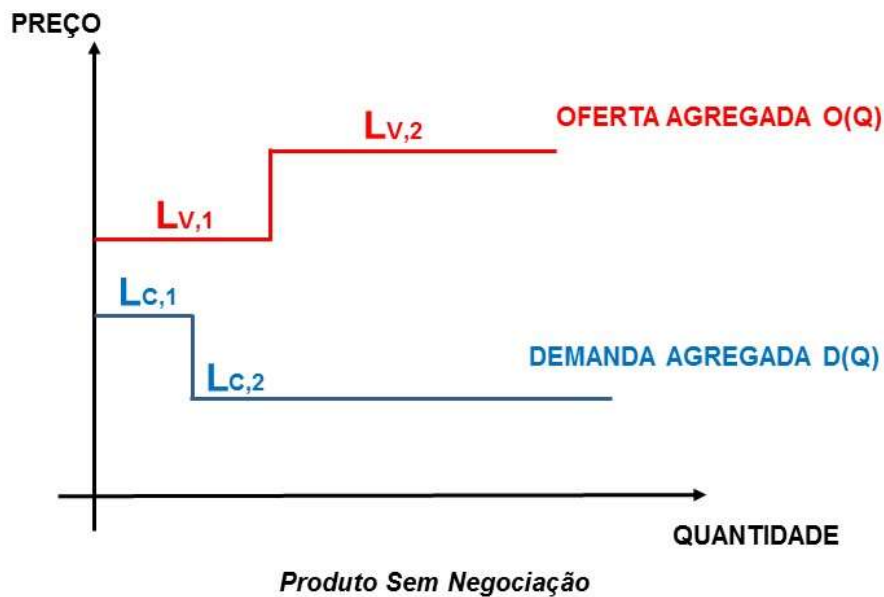 PREÇO
LV,2
OFERTA AGREGADA O(Q)
LV,1
LC,1
DEMANDA AGREGADA D(Q)
LC,2
QUANTIDADE
Produto Sem Negociação